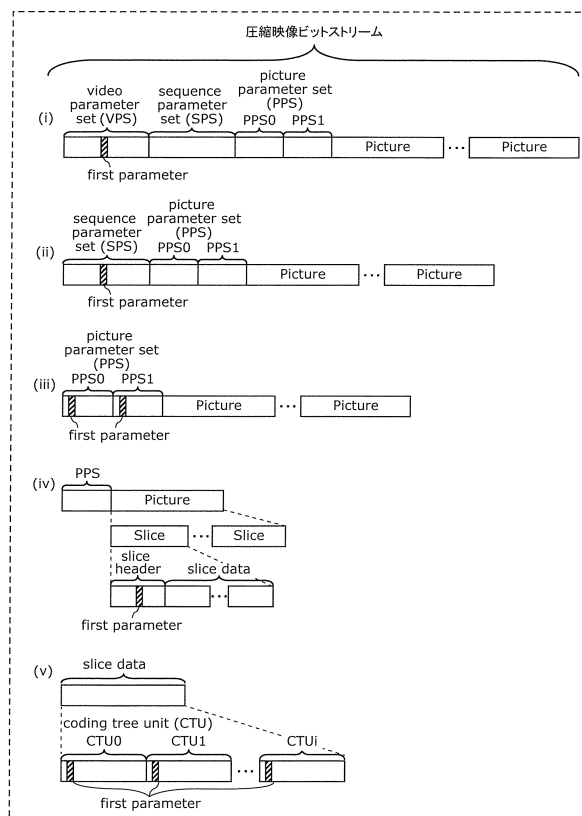 圧縮映像ビットストリーム
(i)
video
parameter
set (VPS)
sequence
parameter
set (SPS)
picture
parameter set
(PPS)
PPS0 PPS1
Picture ··· Picture
first parameter
(ii)
sequence
parameter
set (SPS)
picture
parameter set
(PPS)
PPS0 PPS1
Picture ··· Picture
first parameter
(iii)
picture
parameter set
(PPS)
PPS0 PPS1
Picture ··· Picture
first parameter
(iv)
PPS
Picture
Slice ··· Slice
slice
header
slice data
···
first parameter
(v)
slice data
coding tree unit (CTU)
CTU0 CTU1 CTUi
···
first parameter